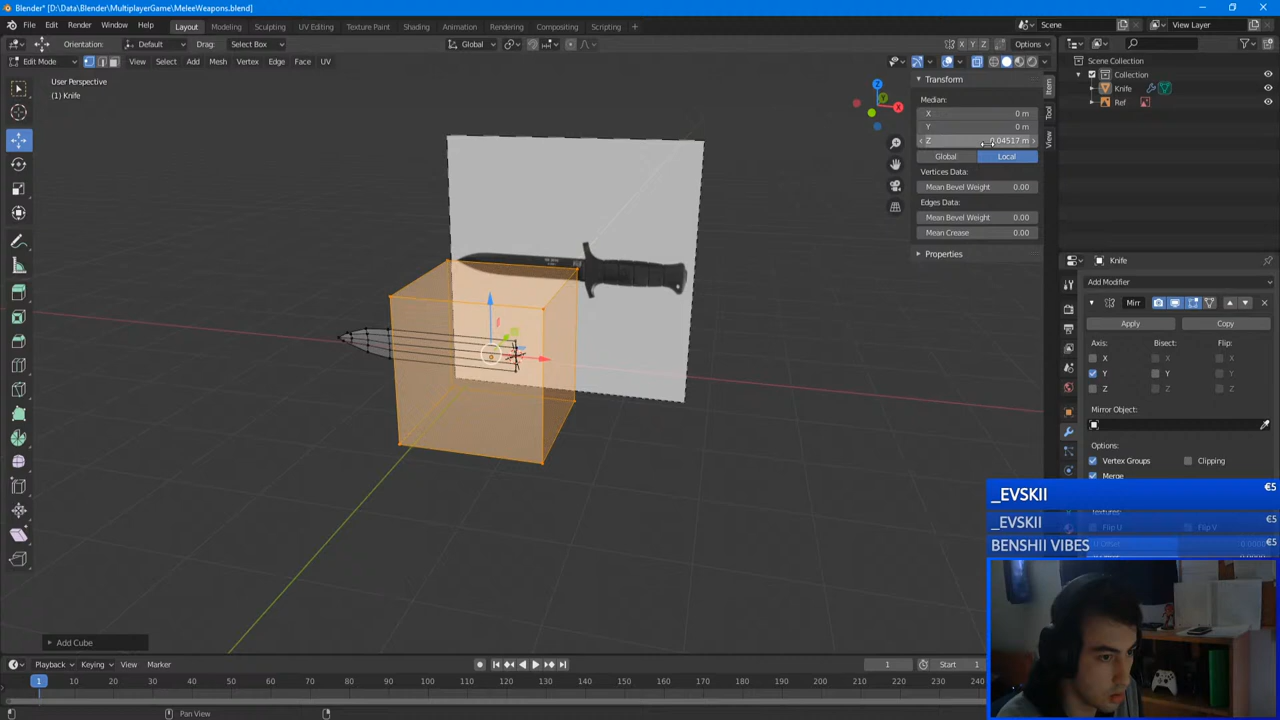 Blender* [D:\Data\Blender\MultiplayerGame\MeleeWeapons.blend]
File Edit Render Window Help Layout Modeling Sculpting UV Editing Texture Paint Shading Animation Rendering Compositing Scripting + Scene View Layer
Orientation: Default Drag: Select Box Global X Y Z Options
Edit Mode View Select Add Mesh Vertex Edge Face UV
User Perspective
(1) Knife
Z
X
Y
Transform
Median:
X 0 m
Y 0 m
Z 0.04517 m
Global Local
Vertices Data:
Mean Bevel Weight 0.00
Edges Data:
Mean Bevel Weight 0.00
Mean Crease 0.00
Properties
Item
Tool
View
Scene Collection
Collection
Knife
Ref
Knife
Add Modifier
Mirr
Apply Copy
Axis: Bisect: Flip:
X X X
Y Y Y
Z Z Z
Mirror Object:
Options:
Vertex Groups Clipping
Merge
_EVSKII €5
_EVSKII €5
BENSHII VIBES €5
Add Cube
Playback Keying View Marker 1 Start 1
1 10 20 30 40 50 60 70 80 90 100 110 120 130 140 150 160 170 180 190 200 210 220 230 24
Pan View